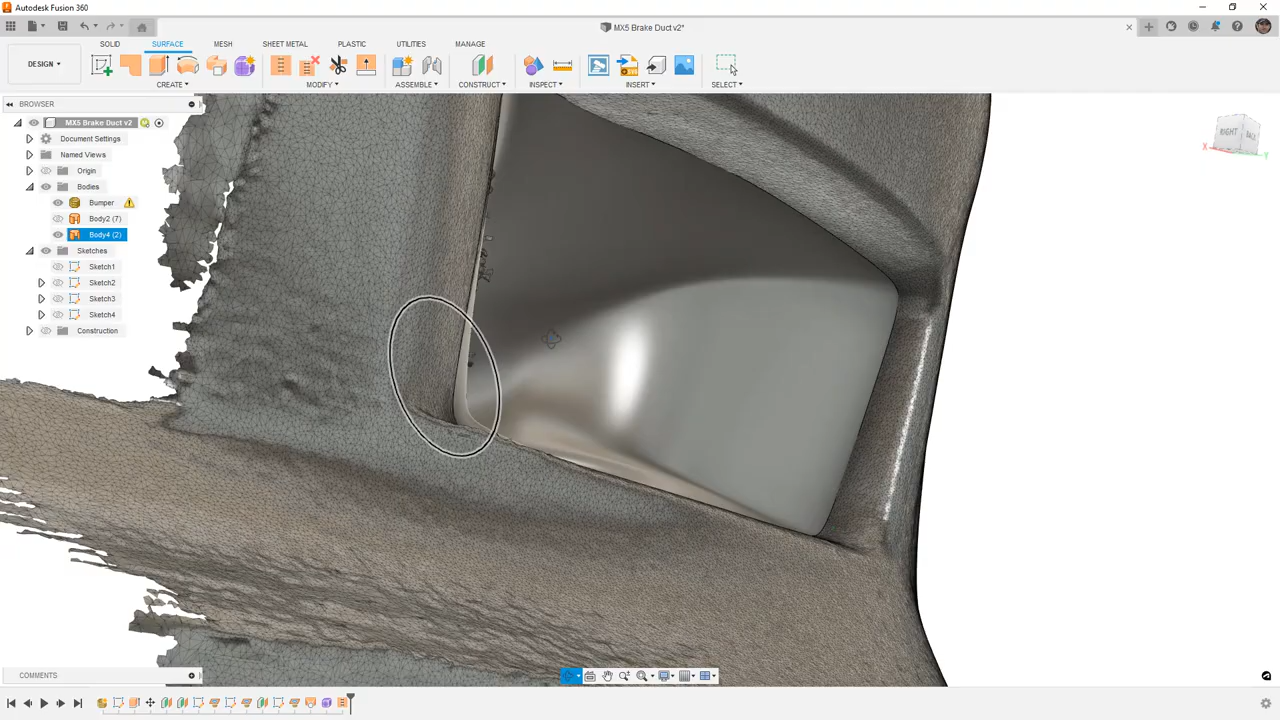 Autodesk Fusion 360
MX5 Brake Duct v2*
SOLID SURFACE MESH SHEET METAL PLASTIC UTILITIES MANAGE
DESIGN
CREATE MODIFY ASSEMBLE CONSTRUCT INSPECT INSERT SELECT
BROWSER
MX5 Brake Duct v2
Document Settings
Named Views
Origin
Bodies
Bumper
Body2 (7)
Body4 (2)
Sketches
Sketch1
Sketch2
Sketch3
Sketch4
Construction
RIGHT BACK
X Y
COMMENTS